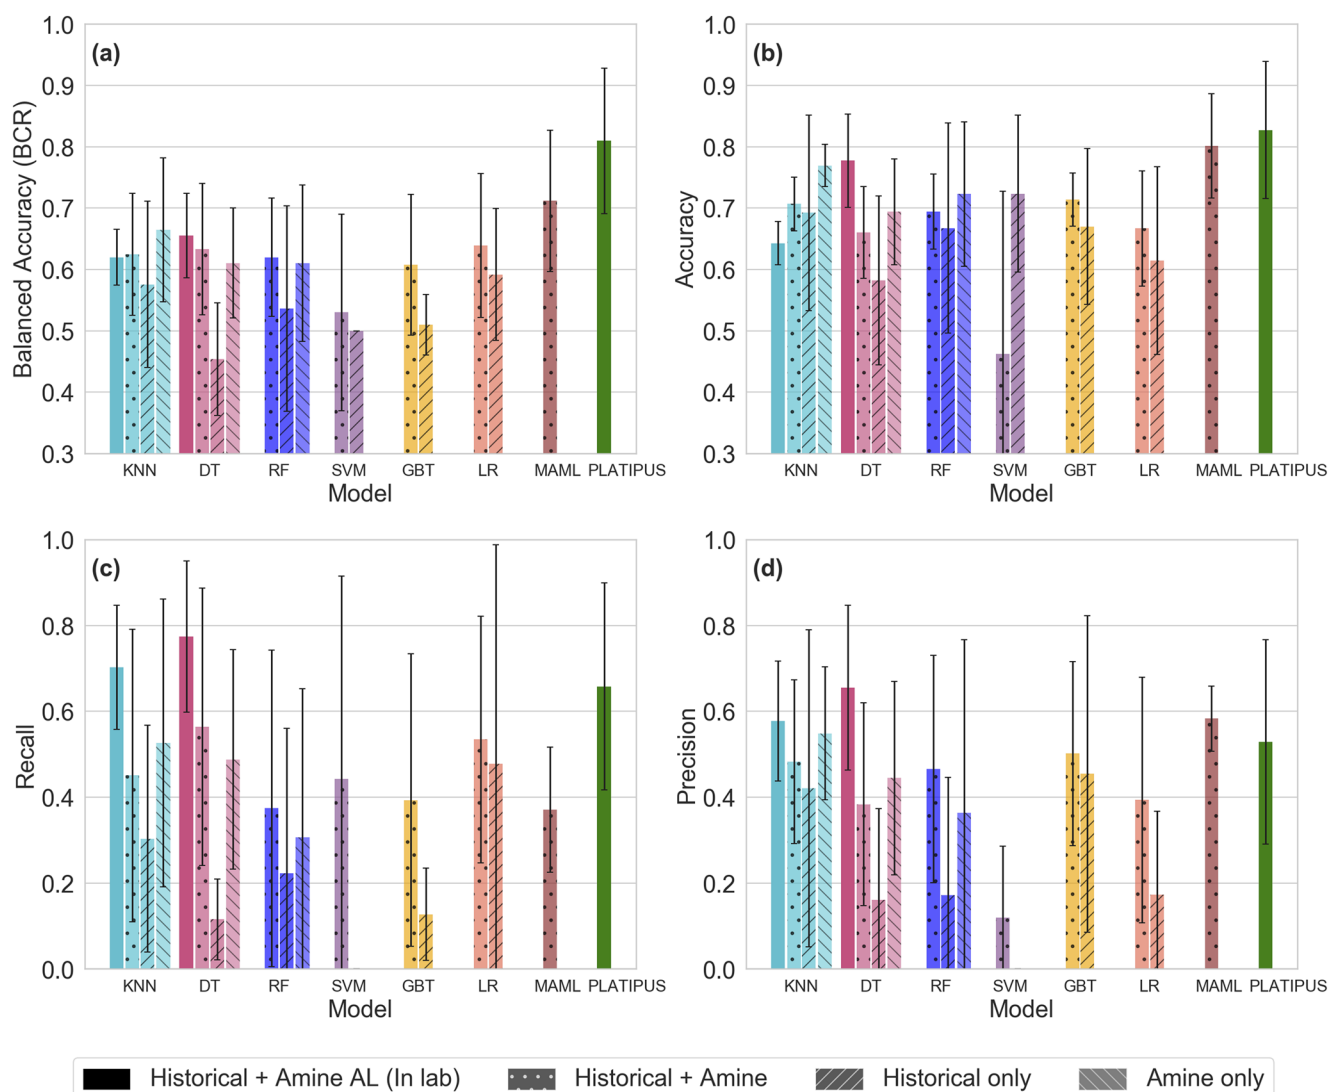 (a)
Balanced Accuracy (BCR)
1.0
0.9
0.8
0.7
0.6
0.5
0.4
0.3
KNN DT RF SVM GBT LR MAML PLATIPUS
Model
(b)
Accuracy
1.0
0.9
0.8
0.7
0.6
0.5
0.4
0.3
KNN DT RF SVM GBT LR MAML PLATIPUS
Model
(c)
Recall
1.0
0.8
0.6
0.4
0.2
0.0
KNN DT RF SVM GBT LR MAML PLATIPUS
Model
(d)
Precision
1.0
0.8
0.6
0.4
0.2
0.0
KNN DT RF SVM GBT LR MAML PLATIPUS
Model
Historical + Amine AL (In lab) Historical + Amine Historical only Amine only